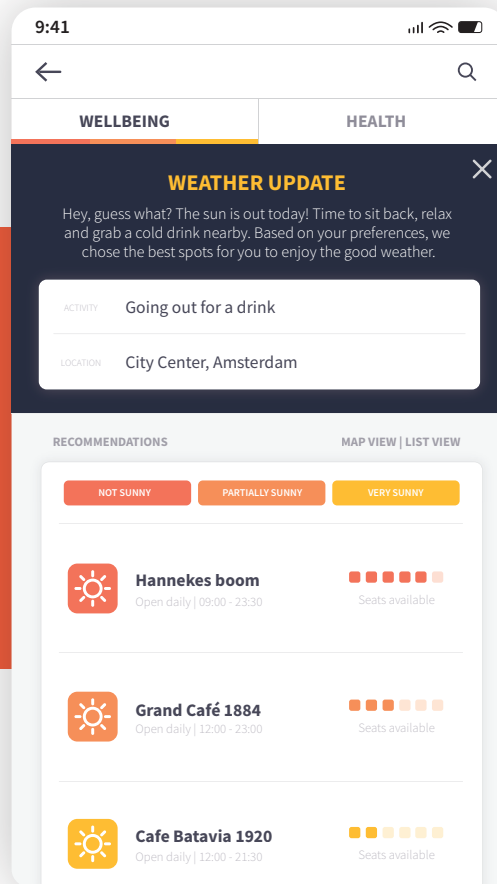 9:41
WELLBEING
HEALTH
WEATHER UPDATE
Hey, guess what? The sun is out today! Time to sit back, relax
and grab a cold drink nearby. Based on your preferences, we
chose the best spots for you to enjoy the good weather.
ACTIVITY Going out for a drink
LOCATION City Center, Amsterdam
RECOMMENDATIONS
MAP VIEW | LIST VIEW
NOT SUNNY
PARTIALLY SUNNY
VERY SUNNY
Hannekes boom
Open daily | 09:00 - 23:30
Seats available
Grand Café 1884
Open daily | 12:00 - 23:00
Seats available
Cafe Batavia 1920
Open daily | 12:00 - 21:30
Seats available